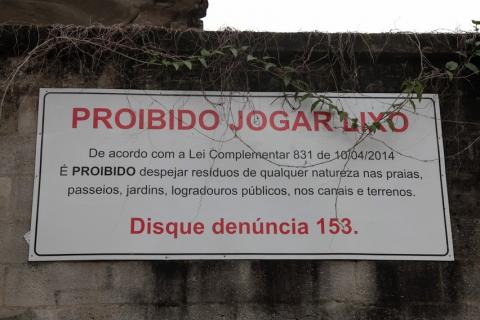 PROIBIDO JOGAR LIXO
De acordo com a Lei Complementar 831 de 10/04/2014
É PROIBIDO despejar resíduos de qualquer natureza nas praias,
passeios, jardins, logradouros públicos, nos canais e terrenos.
Disque denúncia 153.